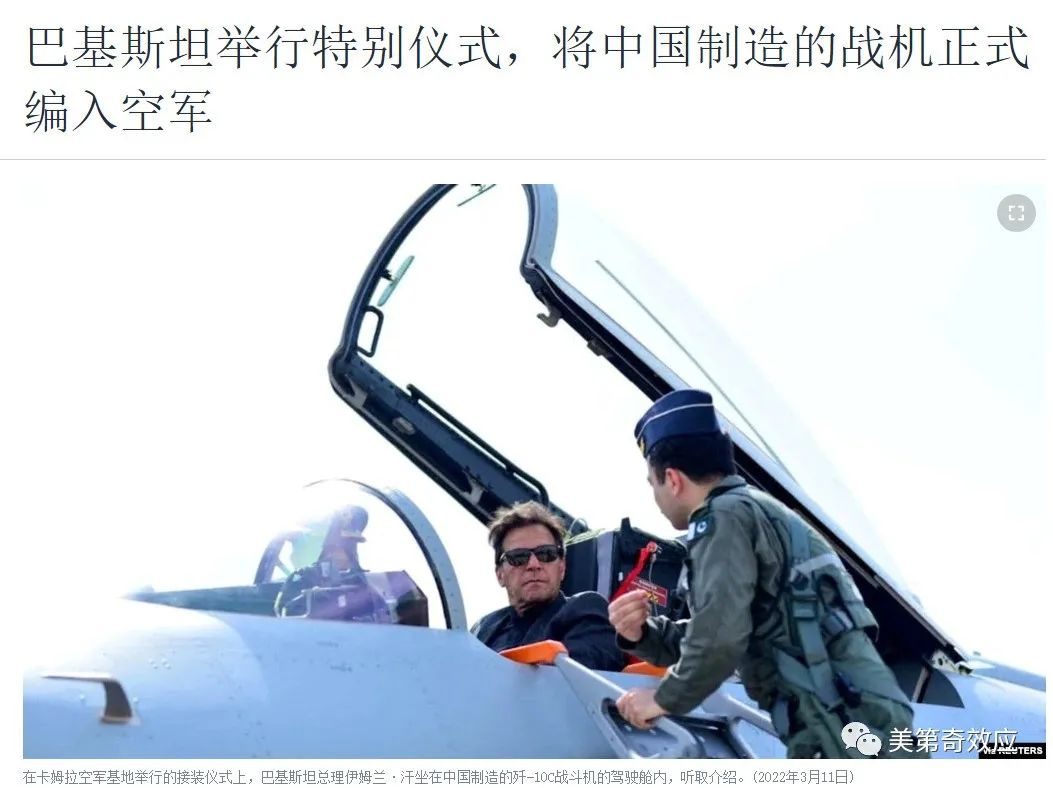 巴基斯坦举行特别仪式，将中国制造的战机正式
编入空军
美第奇效应
via REUTERS
在卡姆拉空军基地举行的接装仪式上，巴基斯坦总理伊姆兰·汗坐在中国制造的歼-10C战斗机的驾驶舱内，听取介绍。(2022年3月11日)